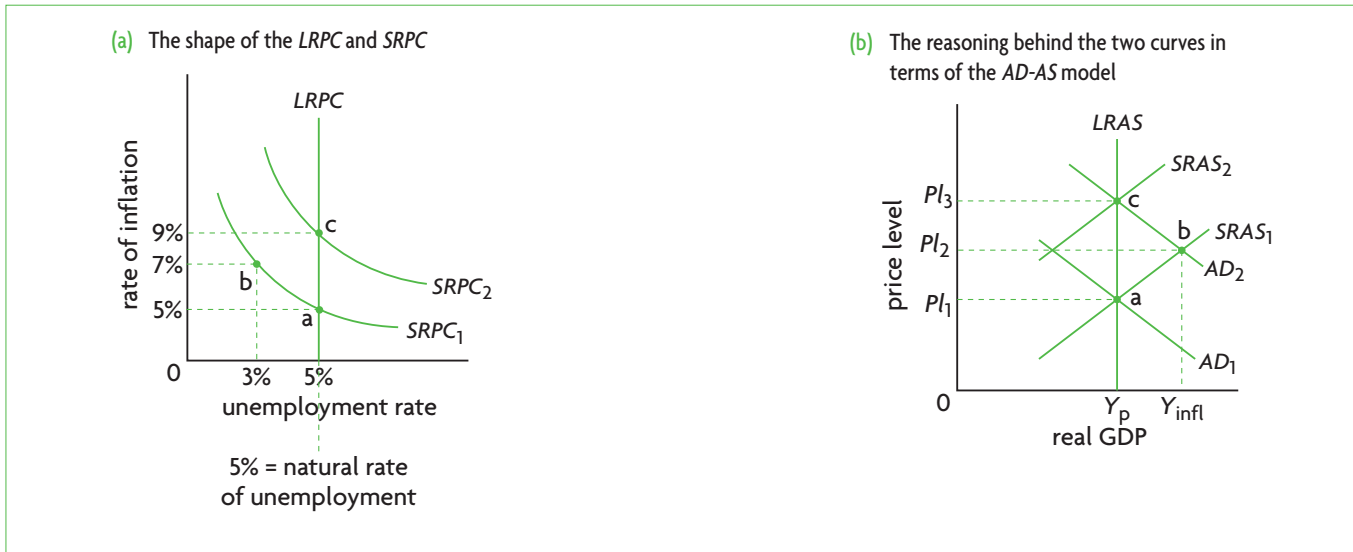 (a) The shape of the LRPC and SRPC
LRPC
rate of inflation
9%
7%
5%
c
b
a
SRPC2
SRPC1
0
3%
5%
unemployment rate
5% = natural rate
of unemployment
(b) The reasoning behind the two curves in
terms of the AD-AS model
LRAS
SRAS2
price level
Pl3
c
b
SRAS1
Pl2
AD2
Pl1
a
AD1
0
Yp
Yinfl
real GDP